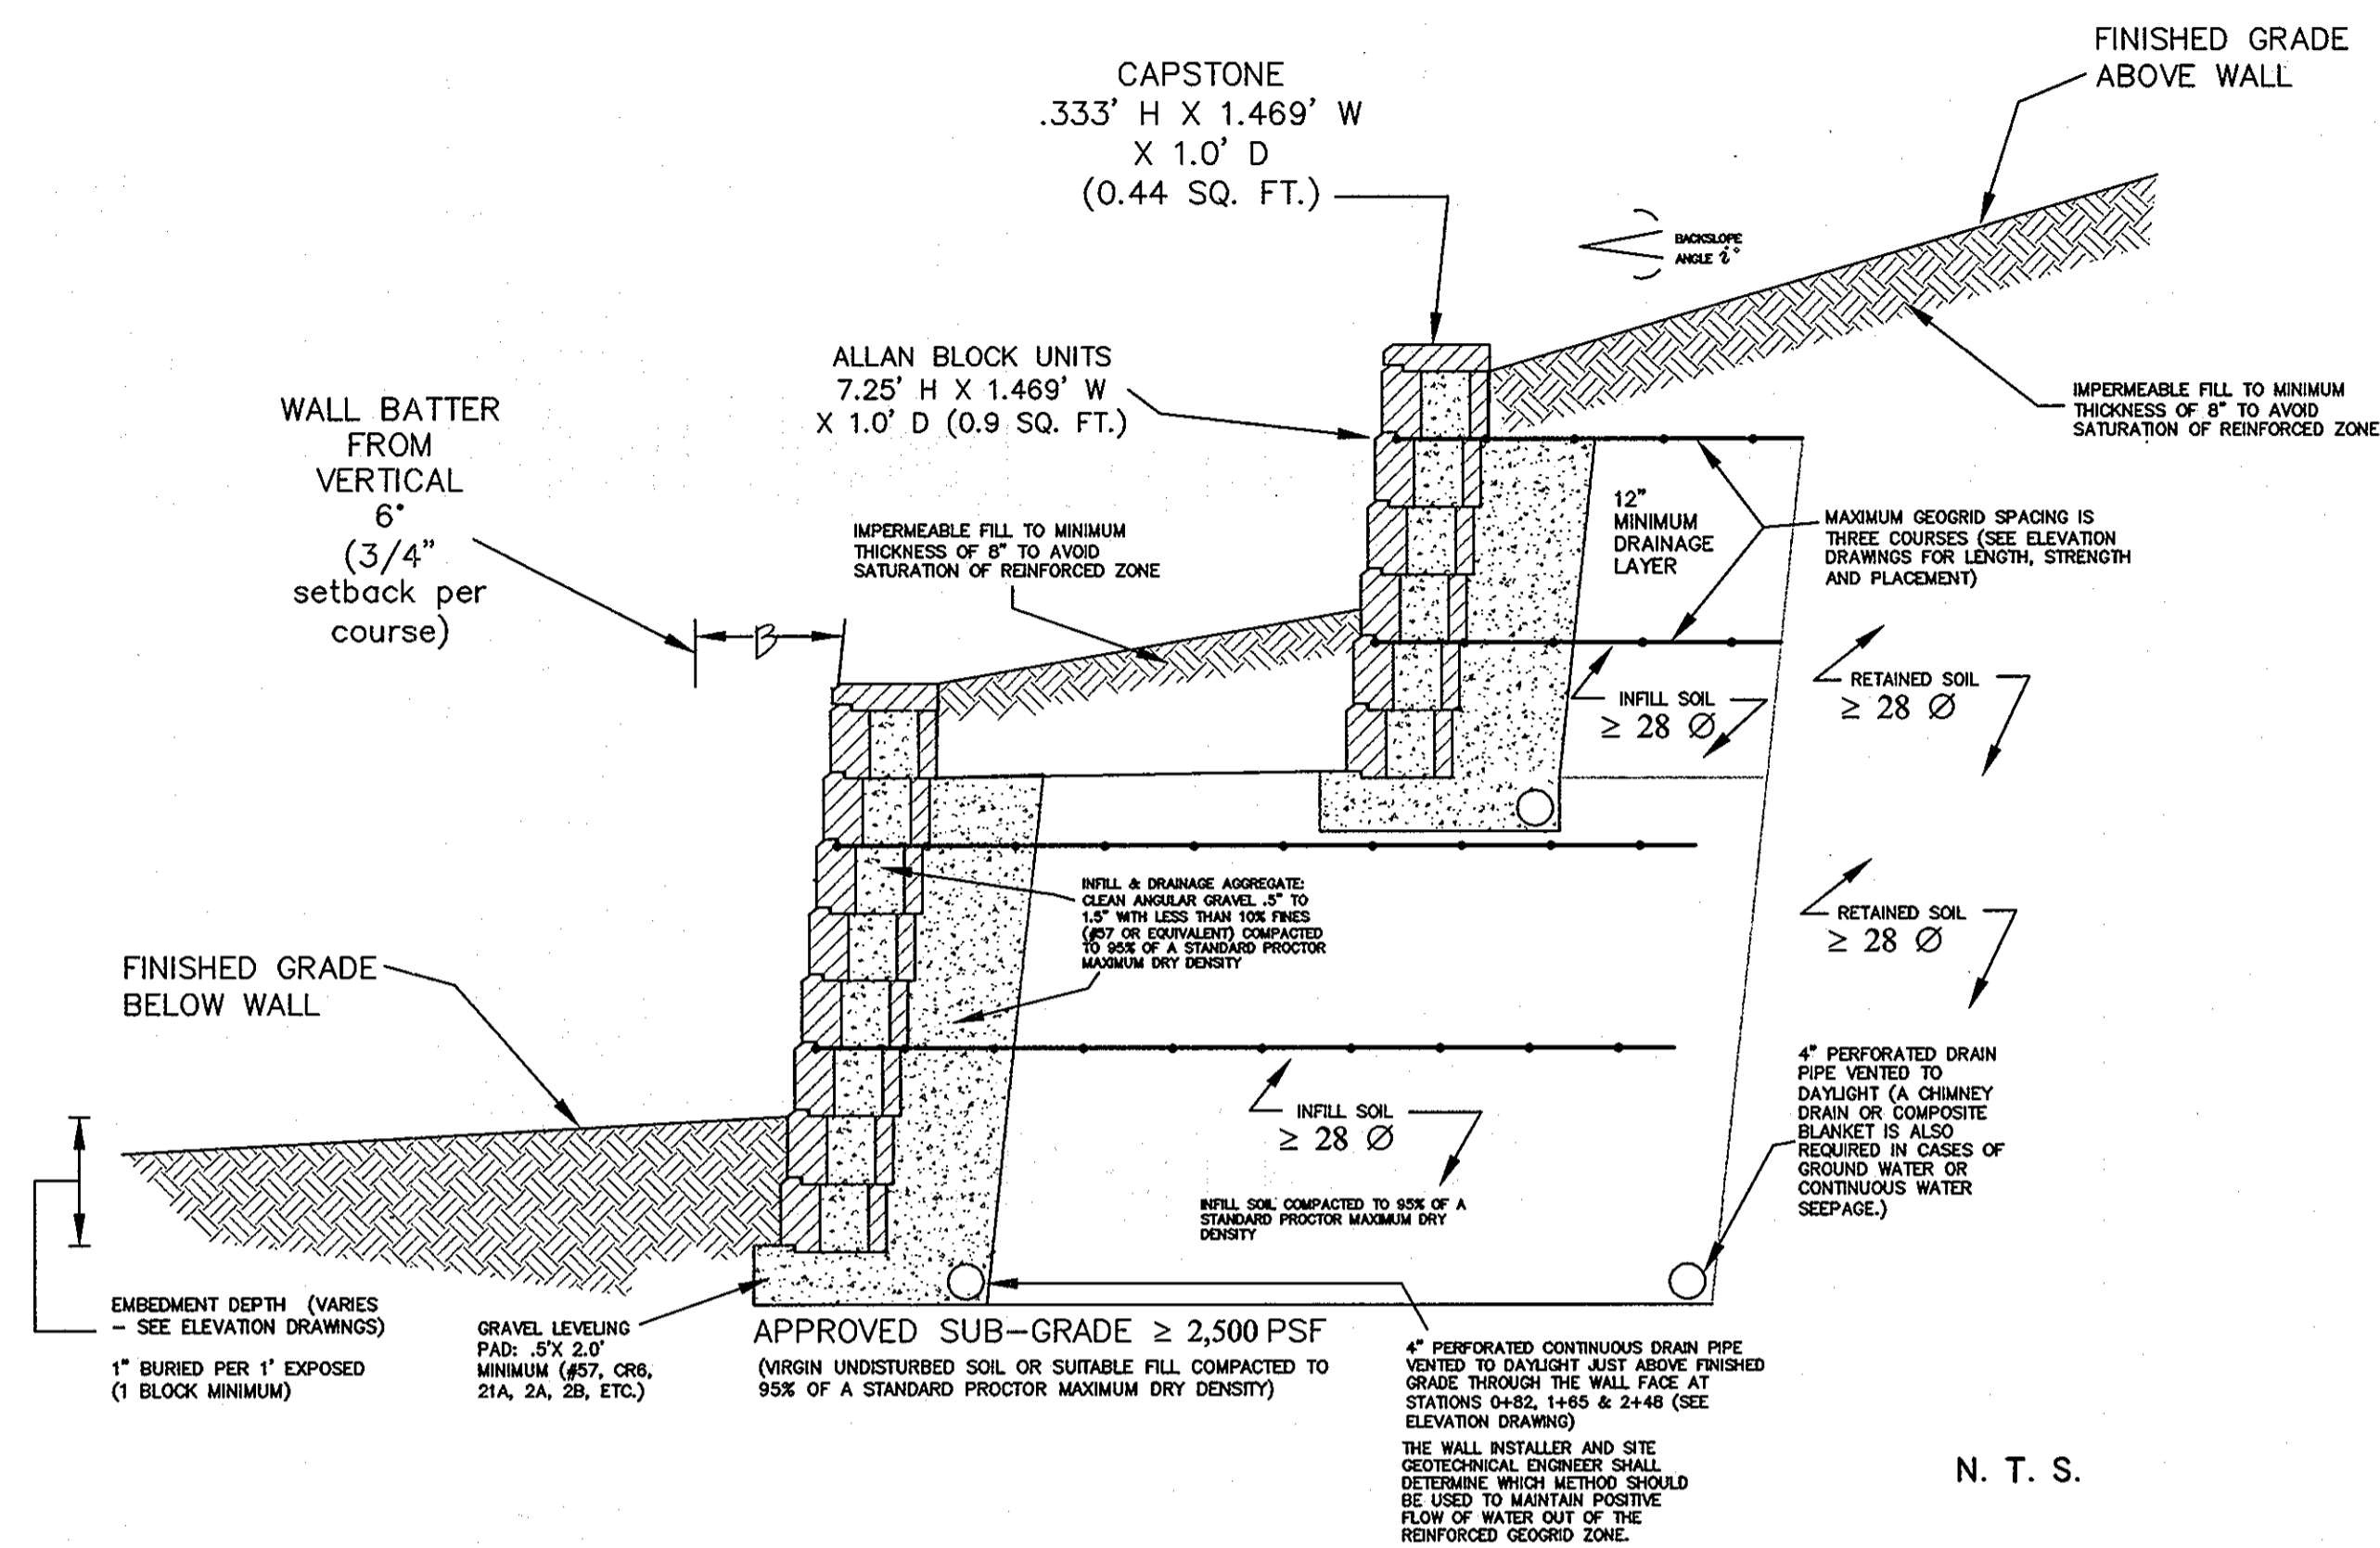 FINISHED GRADE
ABOVE WALL
CAPSTONE
.333' H X 1.469' W
X 1.0' D
(0.44 SQ. FT.)
BACKSLOPE
ANGLE i°
ALLAN BLOCK UNITS
7.25' H X 1.469' W
X 1.0' D (0.9 SQ. FT.)
IMPERMEABLE FILL TO MINIMUM
THICKNESS OF 8" TO AVOID
SATURATION OF REINFORCED ZONE
WALL BATTER
FROM
VERTICAL
6°
(3/4"
setback per
course)
B
IMPERMEABLE FILL TO MINIMUM
THICKNESS OF 8" TO AVOID
SATURATION OF REINFORCED ZONE
12"
MINIMUM
DRAINAGE
LAYER
MAXIMUM GEOGRID SPACING IS
THREE COURSES (SEE ELEVATION
DRAWINGS FOR LENGTH, STRENGTH
AND PLACEMENT)
INFILL SOIL
≥ 28 Ø
RETAINED SOIL
≥ 28 Ø
INFILL & DRAINAGE AGGREGATE:
CLEAN ANGULAR GRAVEL .5" TO
1.5" WITH LESS THAN 10% FINES
(#57 OR EQUIVALENT) COMPACTED
TO 95% OF A STANDARD PROCTOR
MAXIMUM DRY DENSITY
RETAINED SOIL
≥ 28 Ø
FINISHED GRADE
BELOW WALL
INFILL SOIL
≥ 28 Ø
INFILL SOIL COMPACTED TO 95% OF A
STANDARD PROCTOR MAXIMUM DRY
DENSITY
4" PERFORATED DRAIN
PIPE VENTED TO
DAYLIGHT (A CHIMNEY
DRAIN OR COMPOSITE
BLANKET IS ALSO
REQUIRED IN CASES OF
GROUND WATER OR
CONTINUOUS WATER
SEEPAGE.)
EMBEDMENT DEPTH (VARIES
- SEE ELEVATION DRAWINGS)
1" BURIED PER 1' EXPOSED
(1 BLOCK MINIMUM)
GRAVEL LEVELING
PAD: .5'X 2.0'
MINIMUM (#57, CR6,
21A, 2A, 2B, ETC.)
APPROVED SUB-GRADE ≥ 2,500 PSF
(VIRGIN UNDISTURBED SOIL OR SUITABLE FILL COMPACTED TO
95% OF A STANDARD PROCTOR MAXIMUM DRY DENSITY)
4" PERFORATED CONTINUOUS DRAIN PIPE
VENTED TO DAYLIGHT JUST ABOVE FINISHED
GRADE THROUGH THE WALL FACE AT
STATIONS 0+82, 1+65 & 2+48 (SEE
ELEVATION DRAWING)
THE WALL INSTALLER AND SITE
GEOTECHNICAL ENGINEER SHALL
DETERMINE WHICH METHOD SHOULD
BE USED TO MAINTAIN POSITIVE
FLOW OF WATER OUT OF THE
REINFORCED GEOGRID ZONE.
N. T. S.